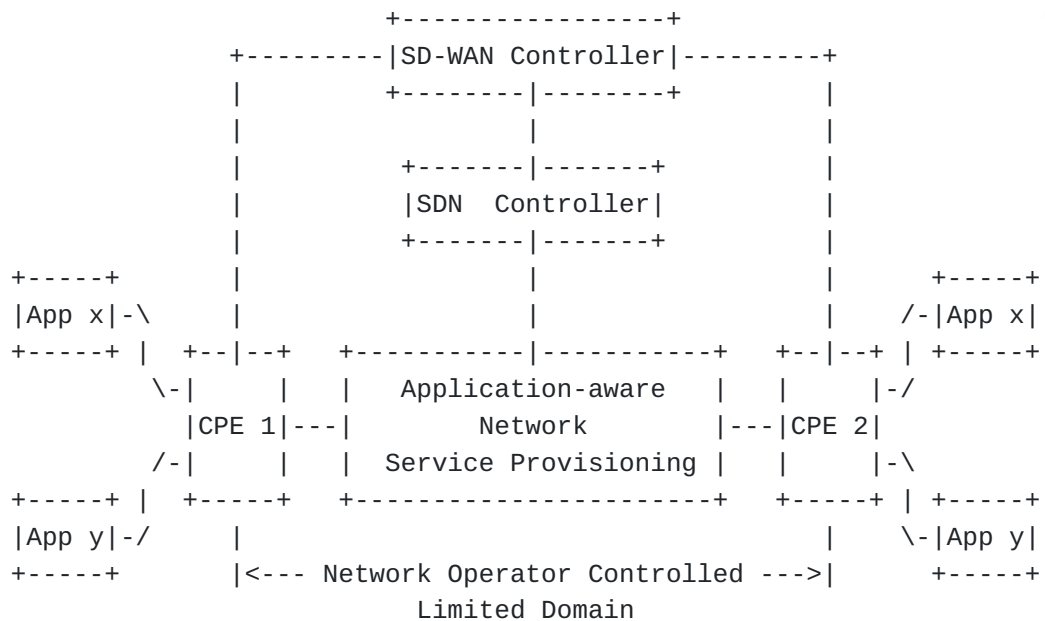 SD-WAN Controller
SDN  Controller
App x App x
Application-aware
CPE 1 Network CPE 2
Service Provisioning
App y App y
<--- Network Operator Controlled --->
Limited Domain